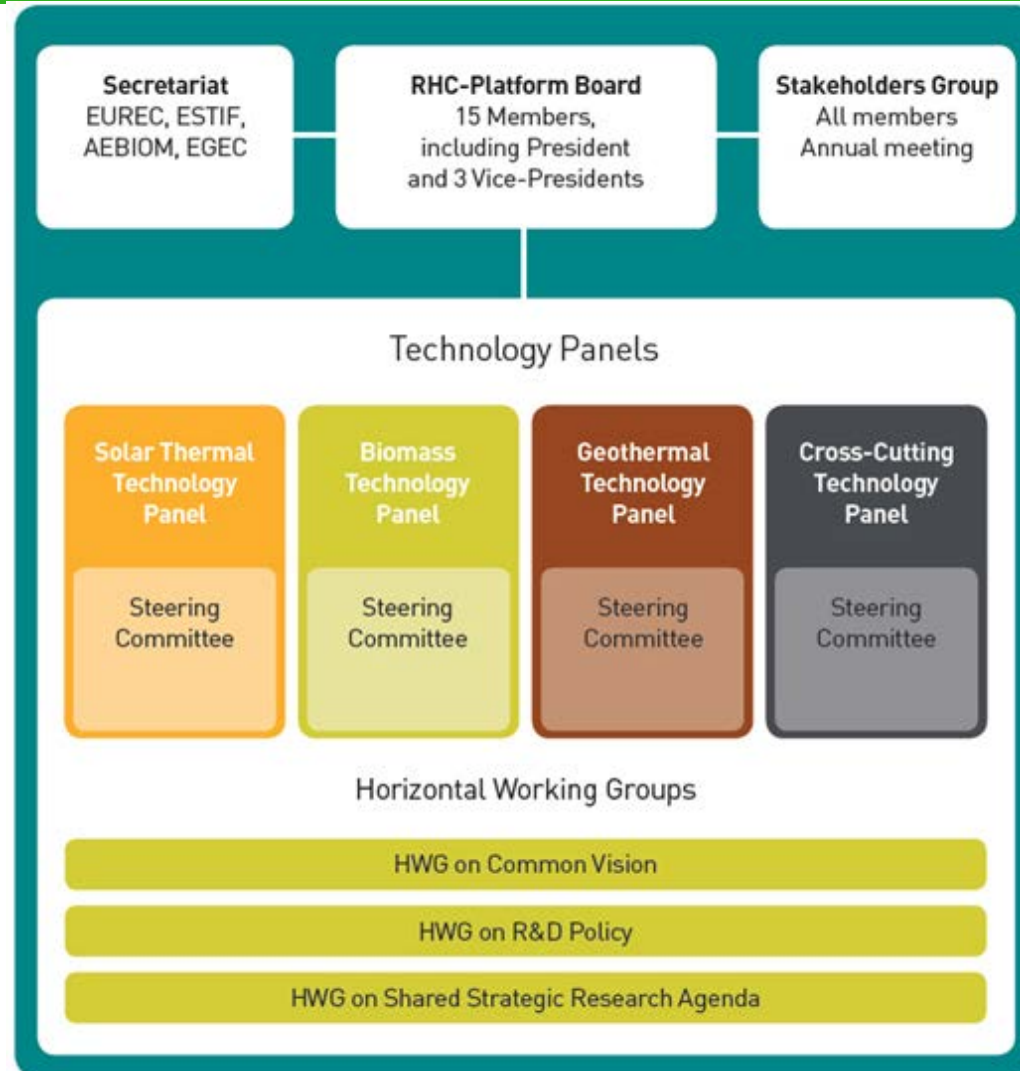 Secretariat
EUREC, ESTIF,
AEBIOM, EGEC
RHC-Platform Board
15 Members,
including President
and 3 Vice-Presidents
Stakeholders Group
All members
Annual meeting
Technology Panels
Solar Thermal
Technology
Panel
Steering
Committee
Biomass
Technology
Panel
Steering
Committee
Geothermal
Technology
Panel
Steering
Committee
Cross-Cutting
Technology
Panel
Steering
Committee
Horizontal Working Groups
HWG on Common Vision
HWG on R&D Policy
HWG on Shared Strategic Research Agenda